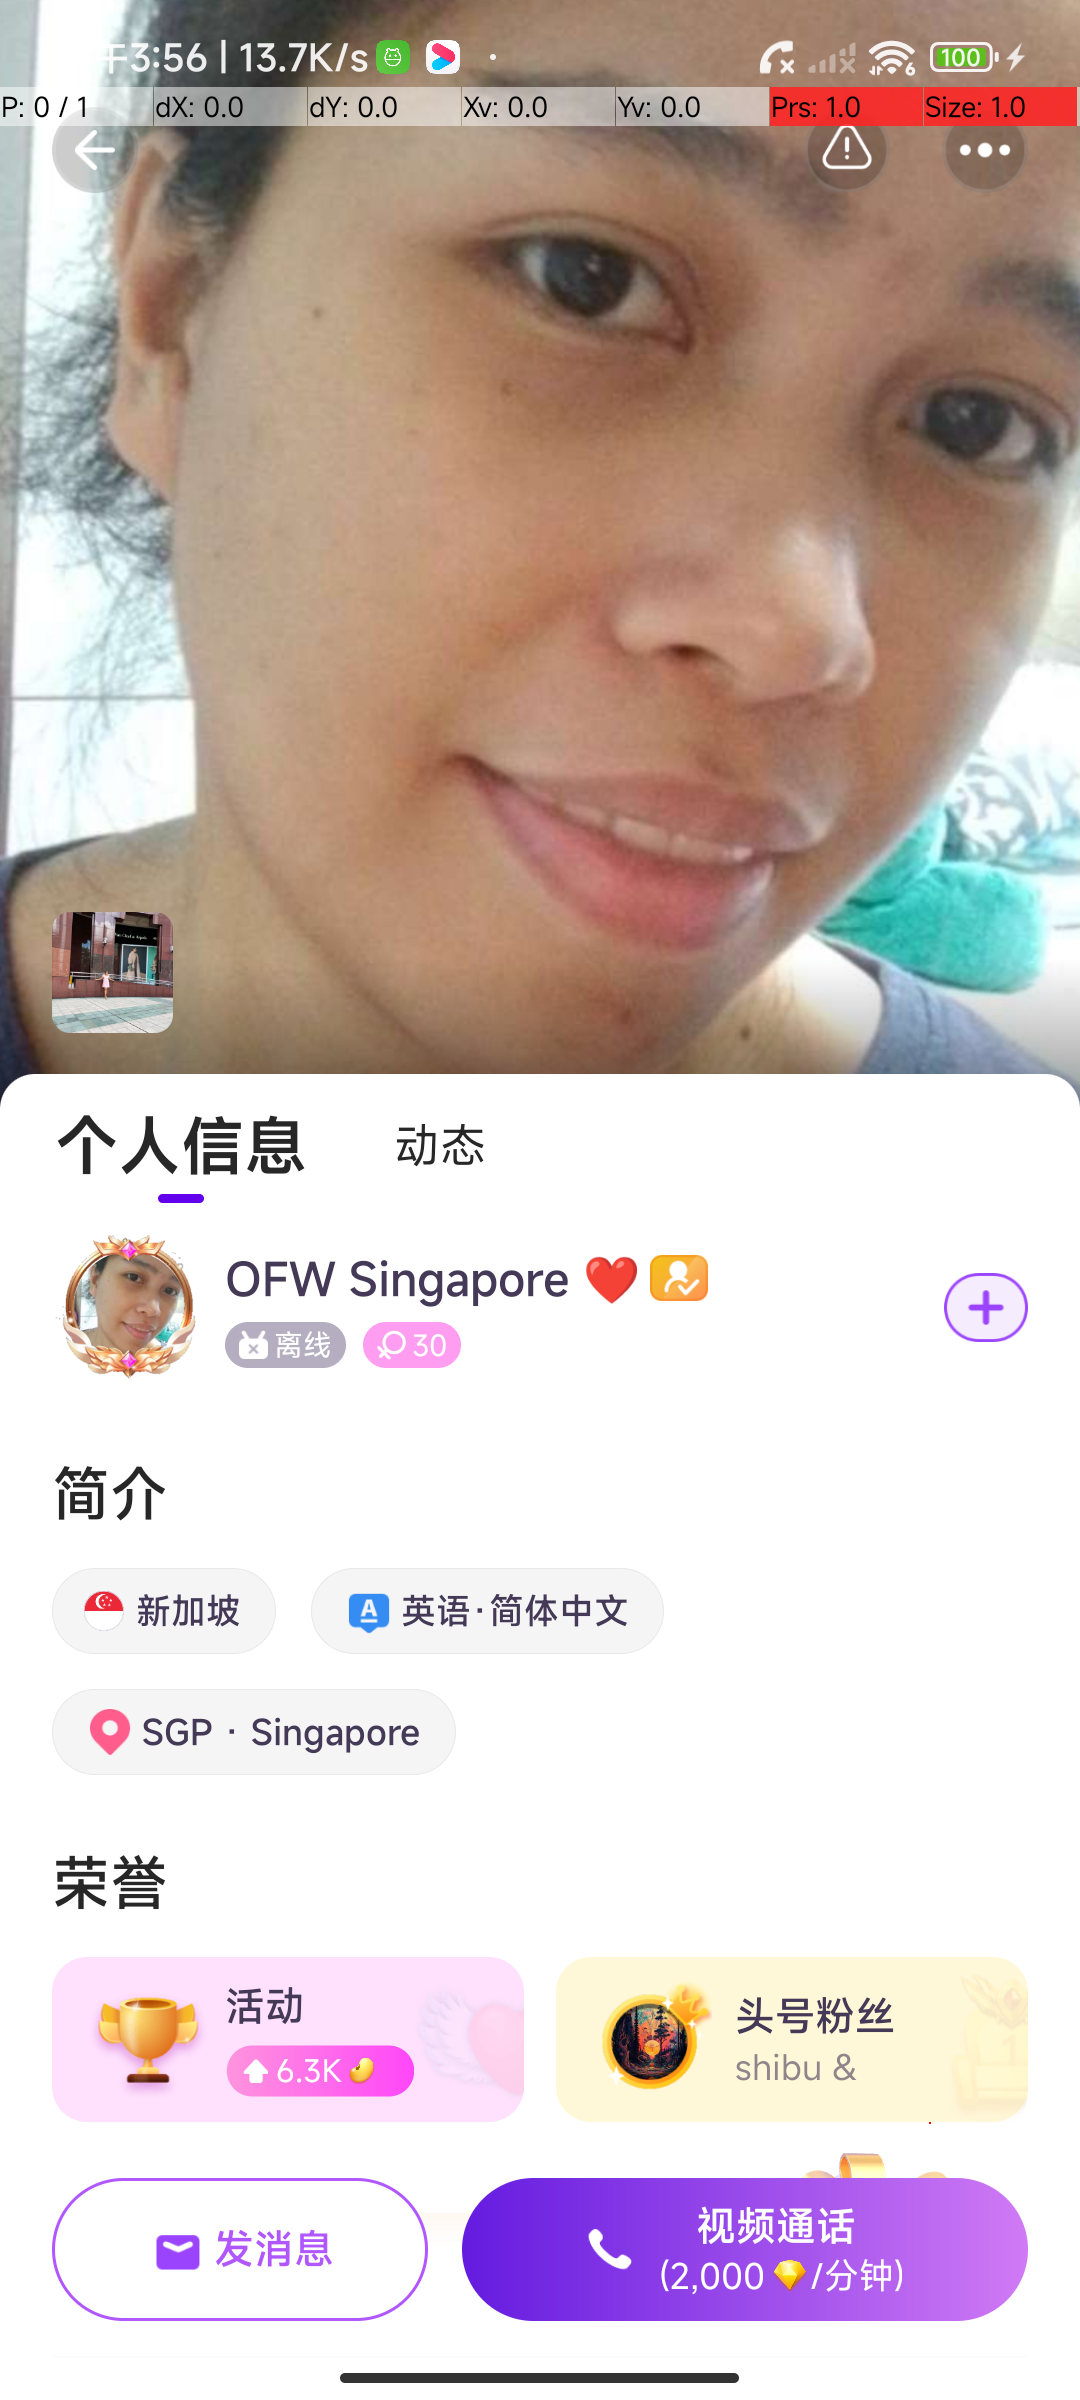 午3:56 | 13.7K/s
100
P: 0 / 1
dX: 0.0
dY: 0.0
Xv: 0.0
Yv: 0.0
Prs: 1.0
Size: 1.0
个人信息
动态
OFW Singapore ❤️
离线
30
简介
新加坡
英语·简体中文
SGP · Singapore
荣誉
活动
6.3K
头号粉丝
shibu &
发消息
视频通话
(2,000 /分钟)